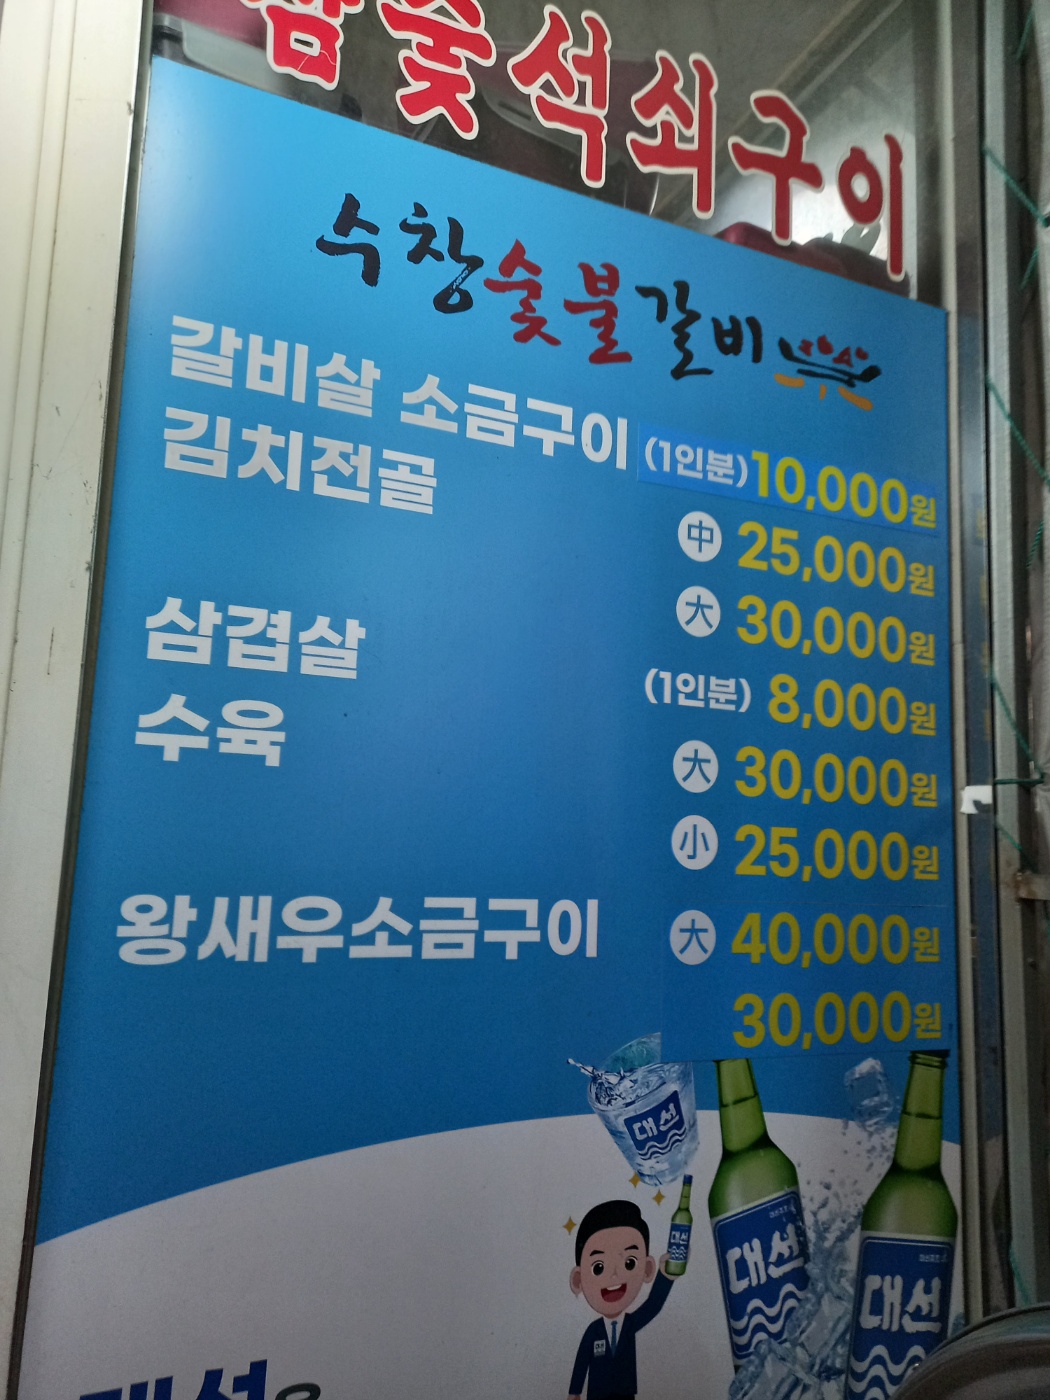 숯석쇠구이
수창숯불갈비
갈비살 소금구이 (1인분) 10,000원
김치전골 中 25,000원
大 30,000원
삼겹살 (1인분) 8,000원
수육 大 30,000원
小 25,000원
왕새우소금구이 大 40,000원
30,000원
대선
대선
대선